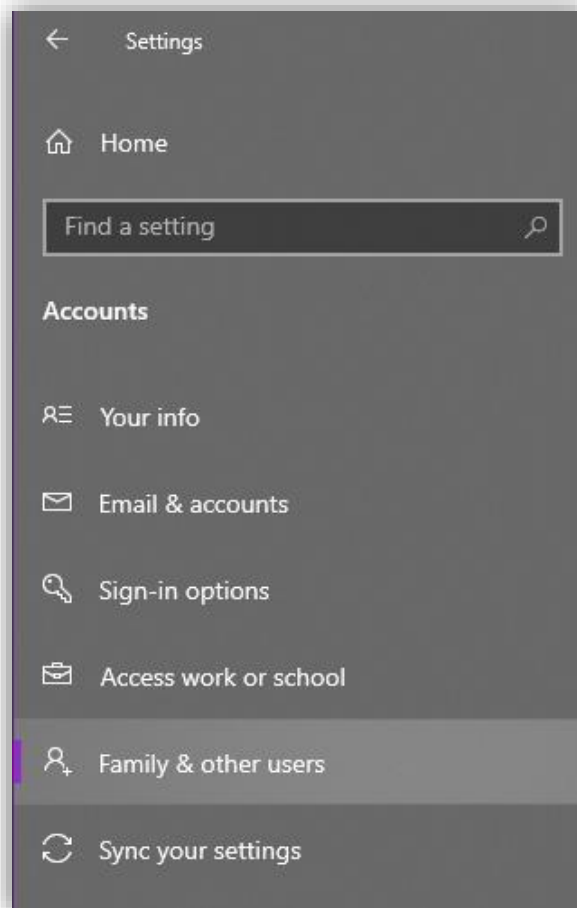 Settings
Home
Find a setting
Accounts
Your info
Email & accounts
Sign-in options
Access work or school
Family & other users
Sync your settings